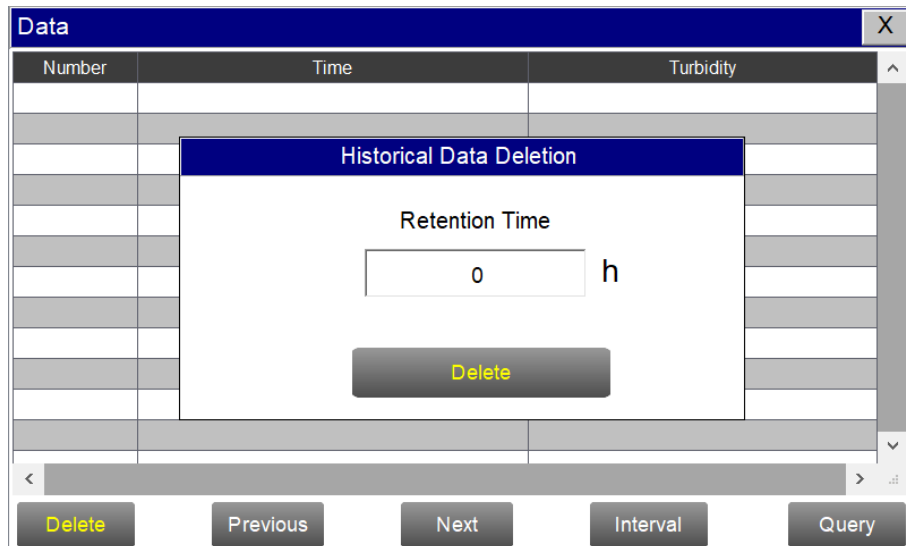 Data X
Number Time Turbidity
Historical Data Deletion
Retention Time
0 h
Delete
Delete Previous Next Interval Query